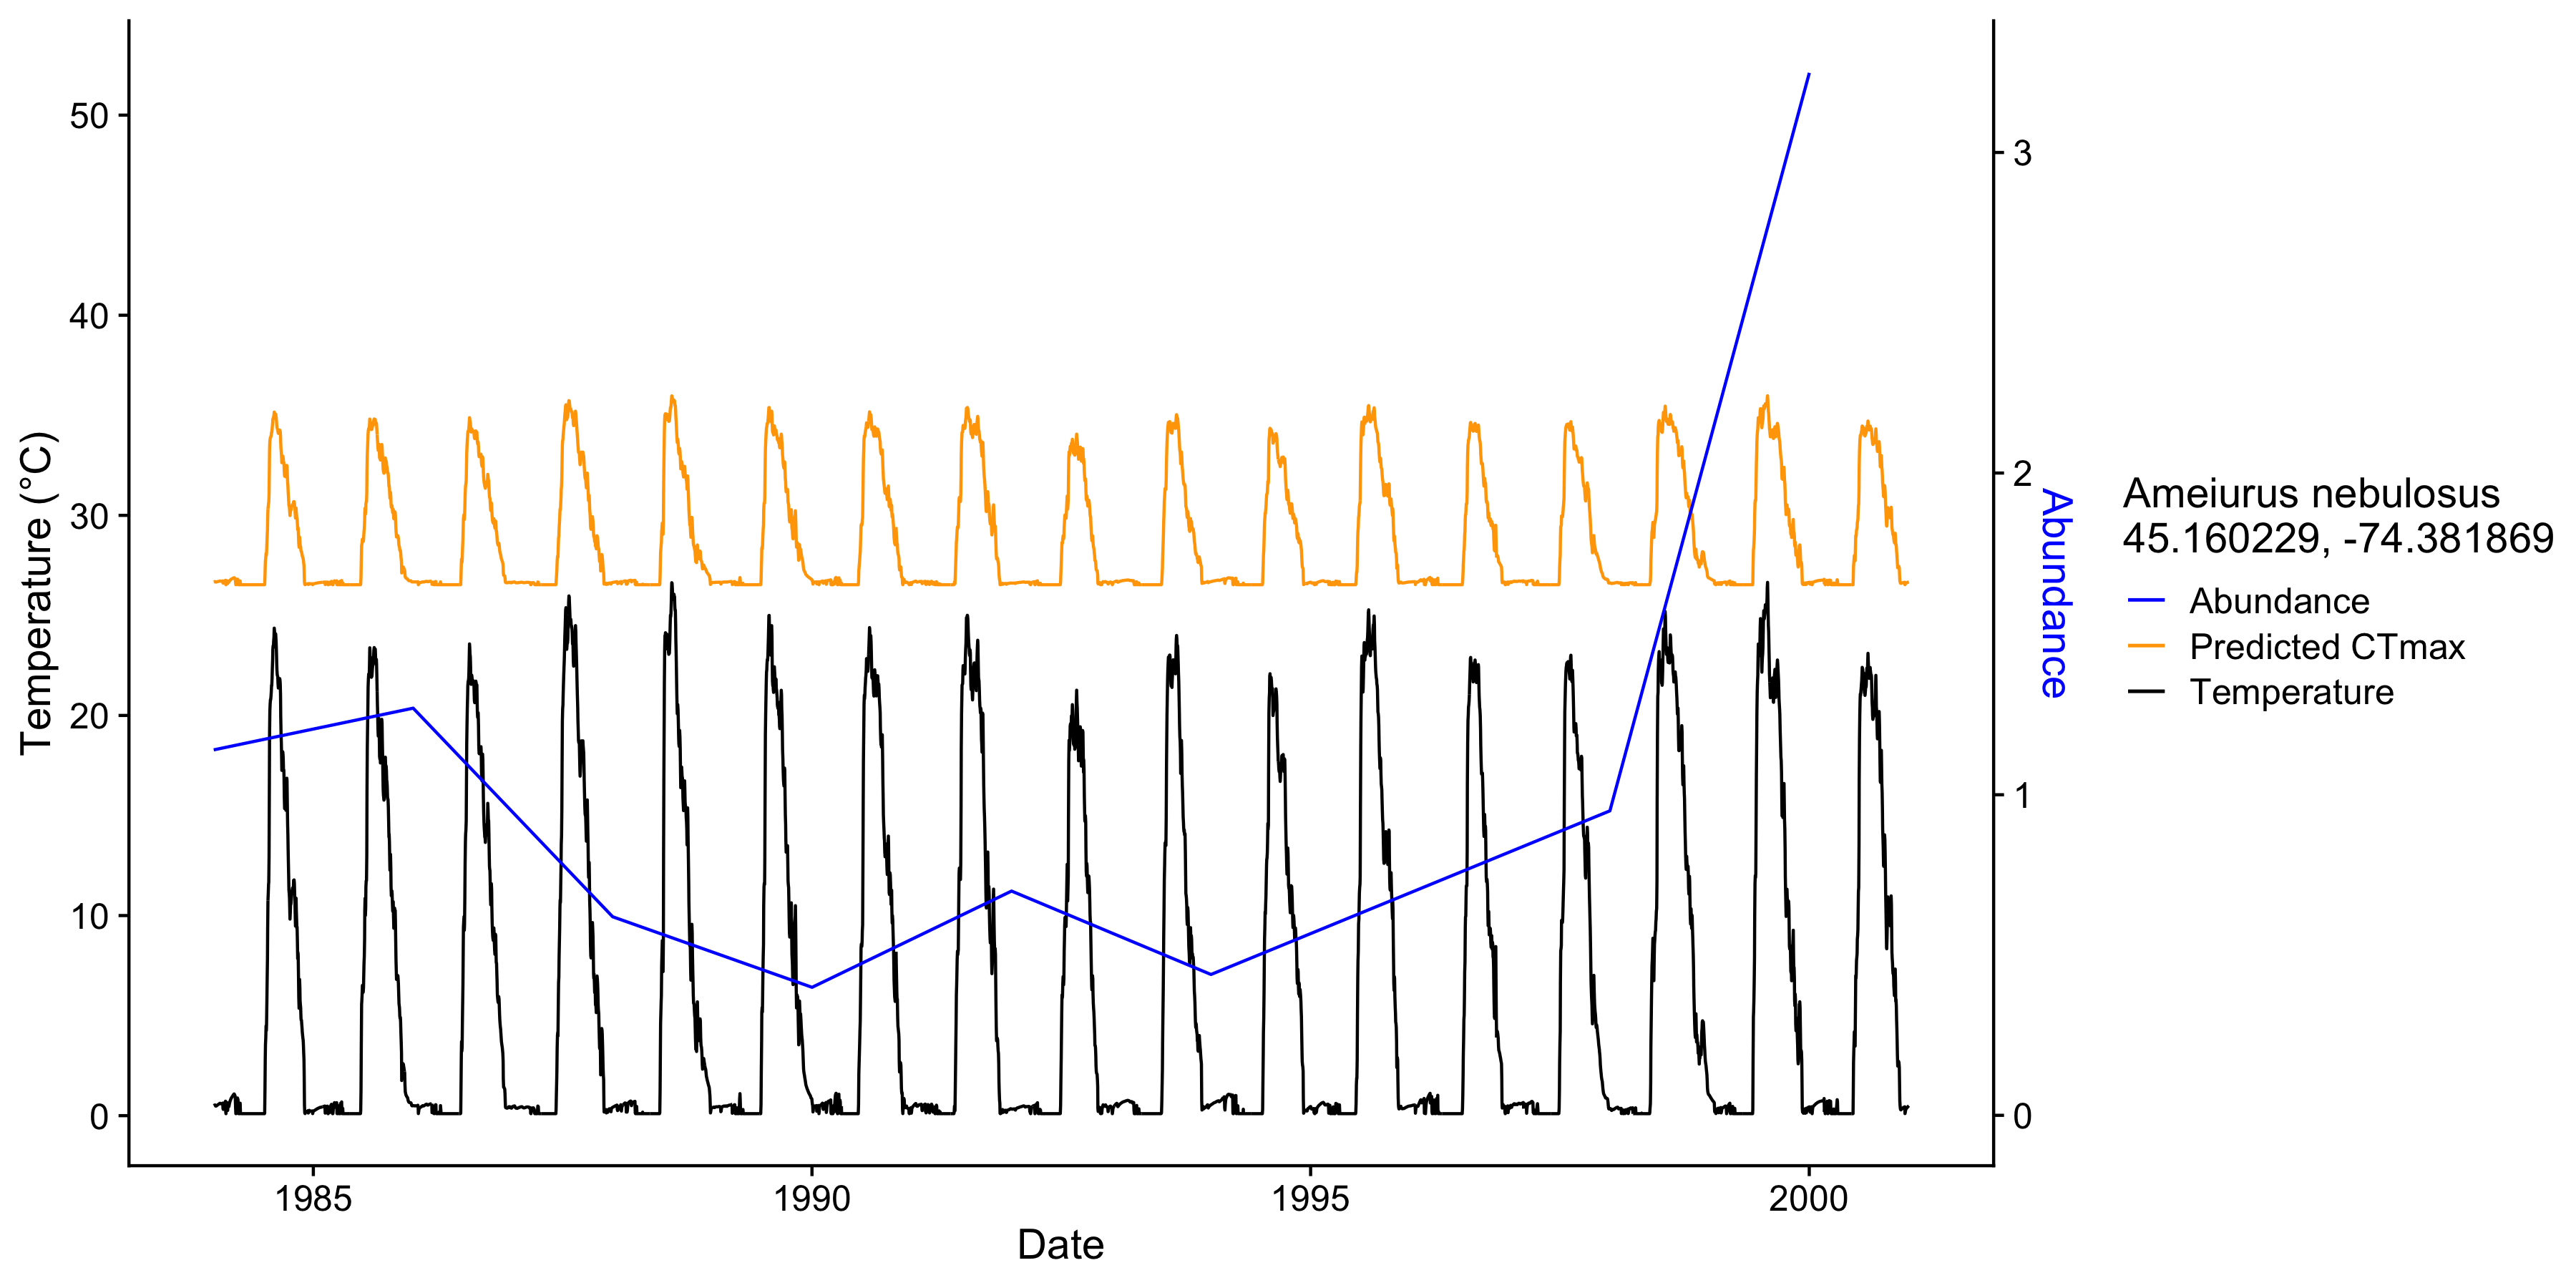 50
40
30
20
10
0
Temperature (°C)
1985
1990
1995
2000
Date
3
2
1
0
Abundance
Ameiurus nebulosus
45.160229, -74.381869
Abundance
Predicted CTmax
Temperature